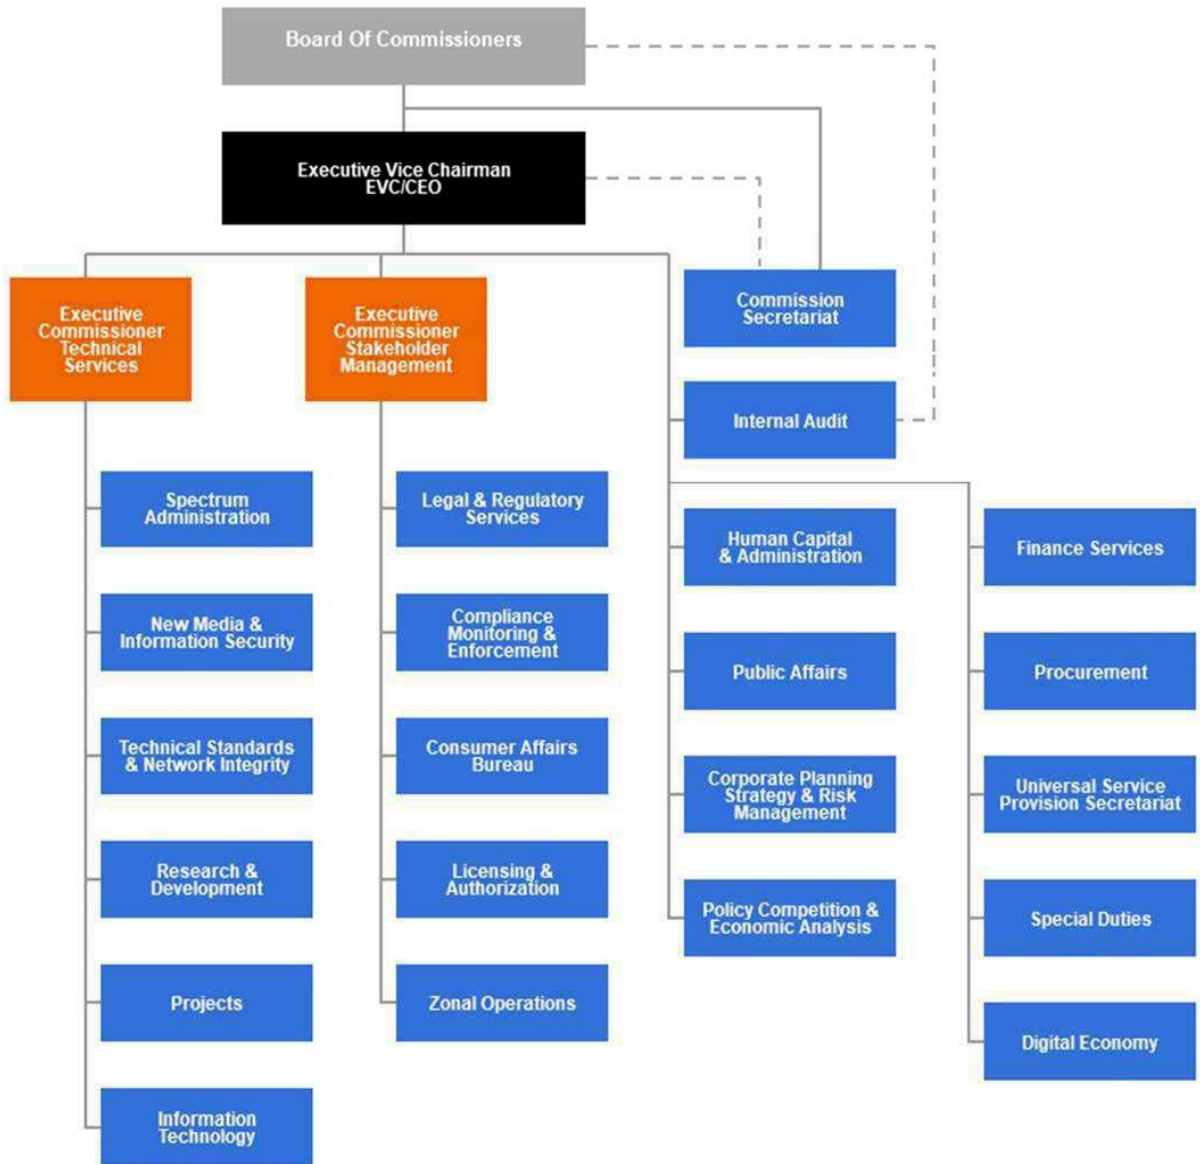 Board Of Commissioners
Executive Vice Chairman
EVC/CEO
Executive
Commissioner
Technical
Services
Executive
Commissioner
Stakeholder
Management
Commission
Secretariat
Internal Audit
Spectrum
Administration
New Media &
Information Security
Technical Standards
& Network Integrity
Research &
Development
Projects
Information
Technology
Legal & Regulatory
Services
Compliance
Monitoring &
Enforcement
Consumer Affairs
Bureau
Licensing &
Authorization
Zonal Operations
Human Capital
& Administration
Public Affairs
Corporate Planning
Strategy & Risk
Management
Policy Competition &
Economic Analysis
Finance Services
Procurement
Universal Service
Provision Secretariat
Special Duties
Digital Economy